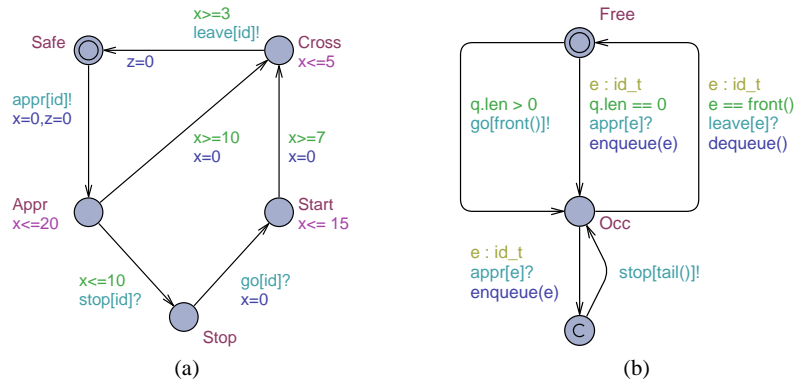 x>=3
leave[id]!
Safe
Cross
z=0
x<=5
appr[id]!
x=0,z=0
x>=10
x=0
x>=7
x=0
Appr
x<=20
Start
x<= 15
x<=10
stop[id]?
go[id]?
x=0
Stop
(a)
Free
q.len > 0
go[front()]!
e : id_t
q.len == 0
appr[e]?
enqueue(e)
e : id_t
e == front()
leave[e]?
dequeue()
Occ
e : id_t
appr[e]?
enqueue(e)
stop[tail()]!
C
(b)